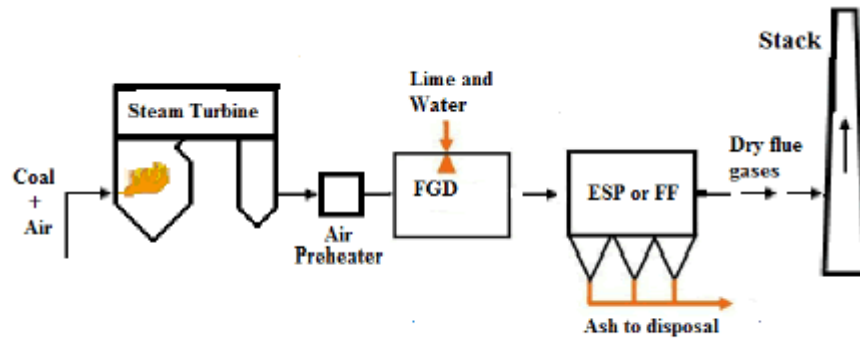 Stack
Lime and
Water
Steam Turbine
Dry flue
gases
Coal
+
Air
FGD
ESP or FF
Air
Preheater
Ash to disposal